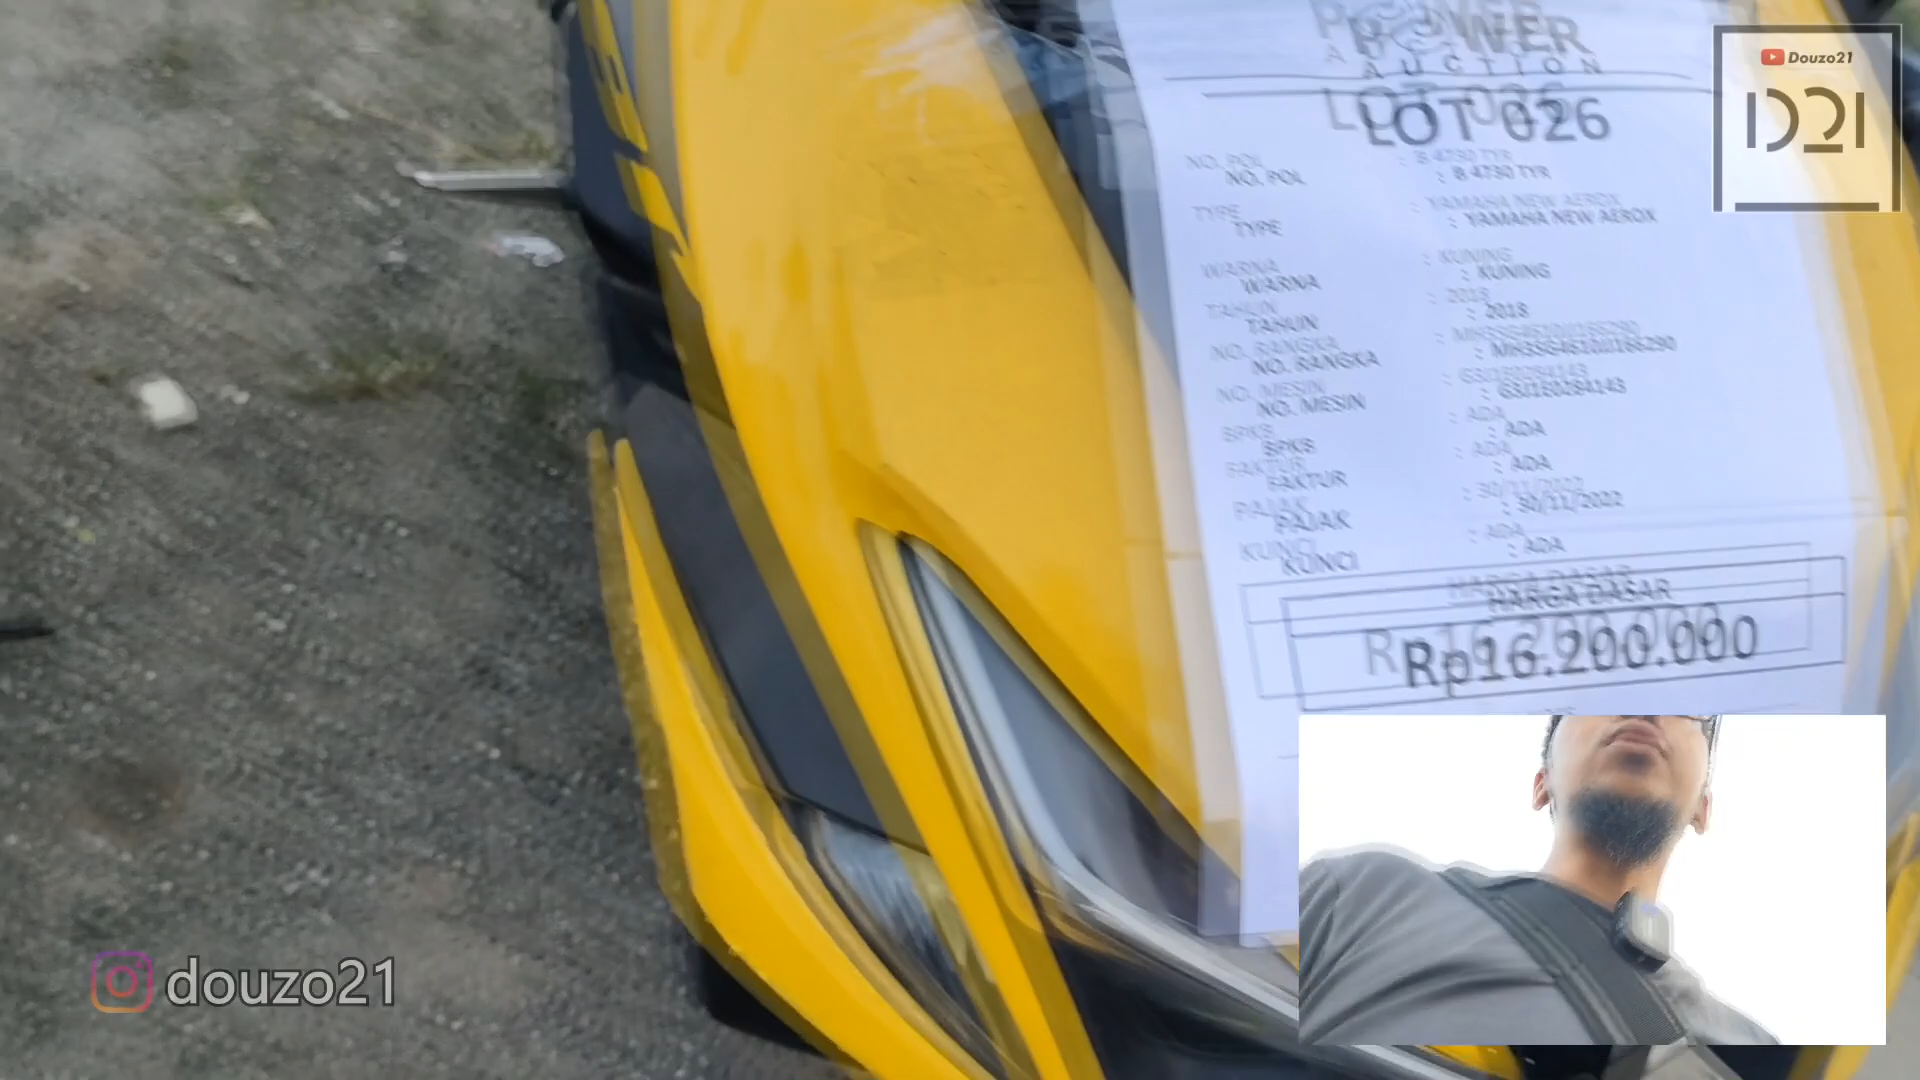 POWER
AUCTION
LOT 026
NO. POL : B 4730 TYR
TYPE : YAMAHA NEW AEROX
WARNA : KUNING
TAHUN : 2018
NO. RANGKA
NO. MESIN : G3J1E0284143
BPKB : ADA
FAKTUR : ADA
PAJAK : 30/11/2022
KUNCI : ADA
HARGA DASAR
Rp16.200.000
Douzo21
D21
douzo21